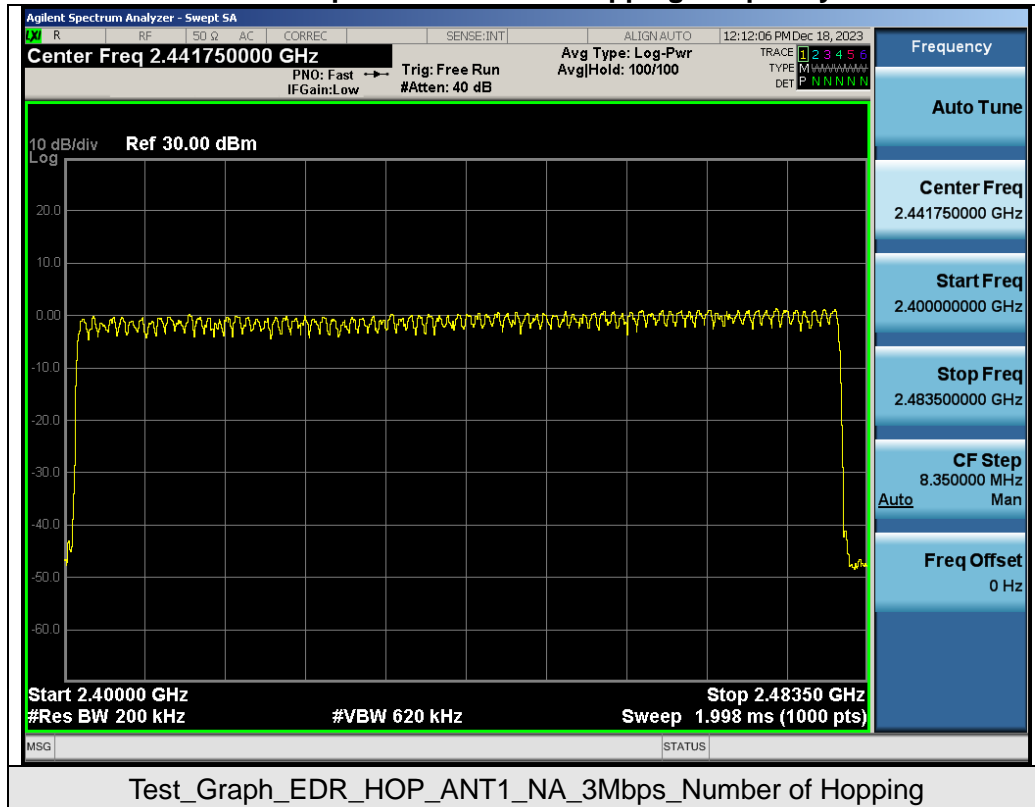 Agilent Spectrum Analyzer - Swept SA
LXI R RF 50 Ω AC CORREC SENSE:INT ALIGN AUTO 12:12:06 PM Dec 18, 2023
Center Freq 2.441750000 GHz
PNO: Fast
IFGain:Low
Trig: Free Run
#Atten: 40 dB
Avg Type: Log-Pwr
Avg|Hold: 100/100
TRACE 1 2 3 4 5 6
TYPE M
DET P N N N N N
10 dB/div Ref 30.00 dBm
Log
20.0
10.0
0.00
-10.0
-20.0
-30.0
-40.0
-50.0
-60.0
Start 2.40000 GHz Stop 2.48350 GHz
#Res BW 200 kHz #VBW 620 kHz Sweep 1.998 ms (1000 pts)
MSG STATUS
Frequency
Auto Tune
Center Freq
2.441750000 GHz
Start Freq
2.400000000 GHz
Stop Freq
2.483500000 GHz
CF Step
8.350000 MHz
Auto Man
Freq Offset
0 Hz
Test_Graph_EDR_HOP_ANT1_NA_3Mbps_Number of Hopping